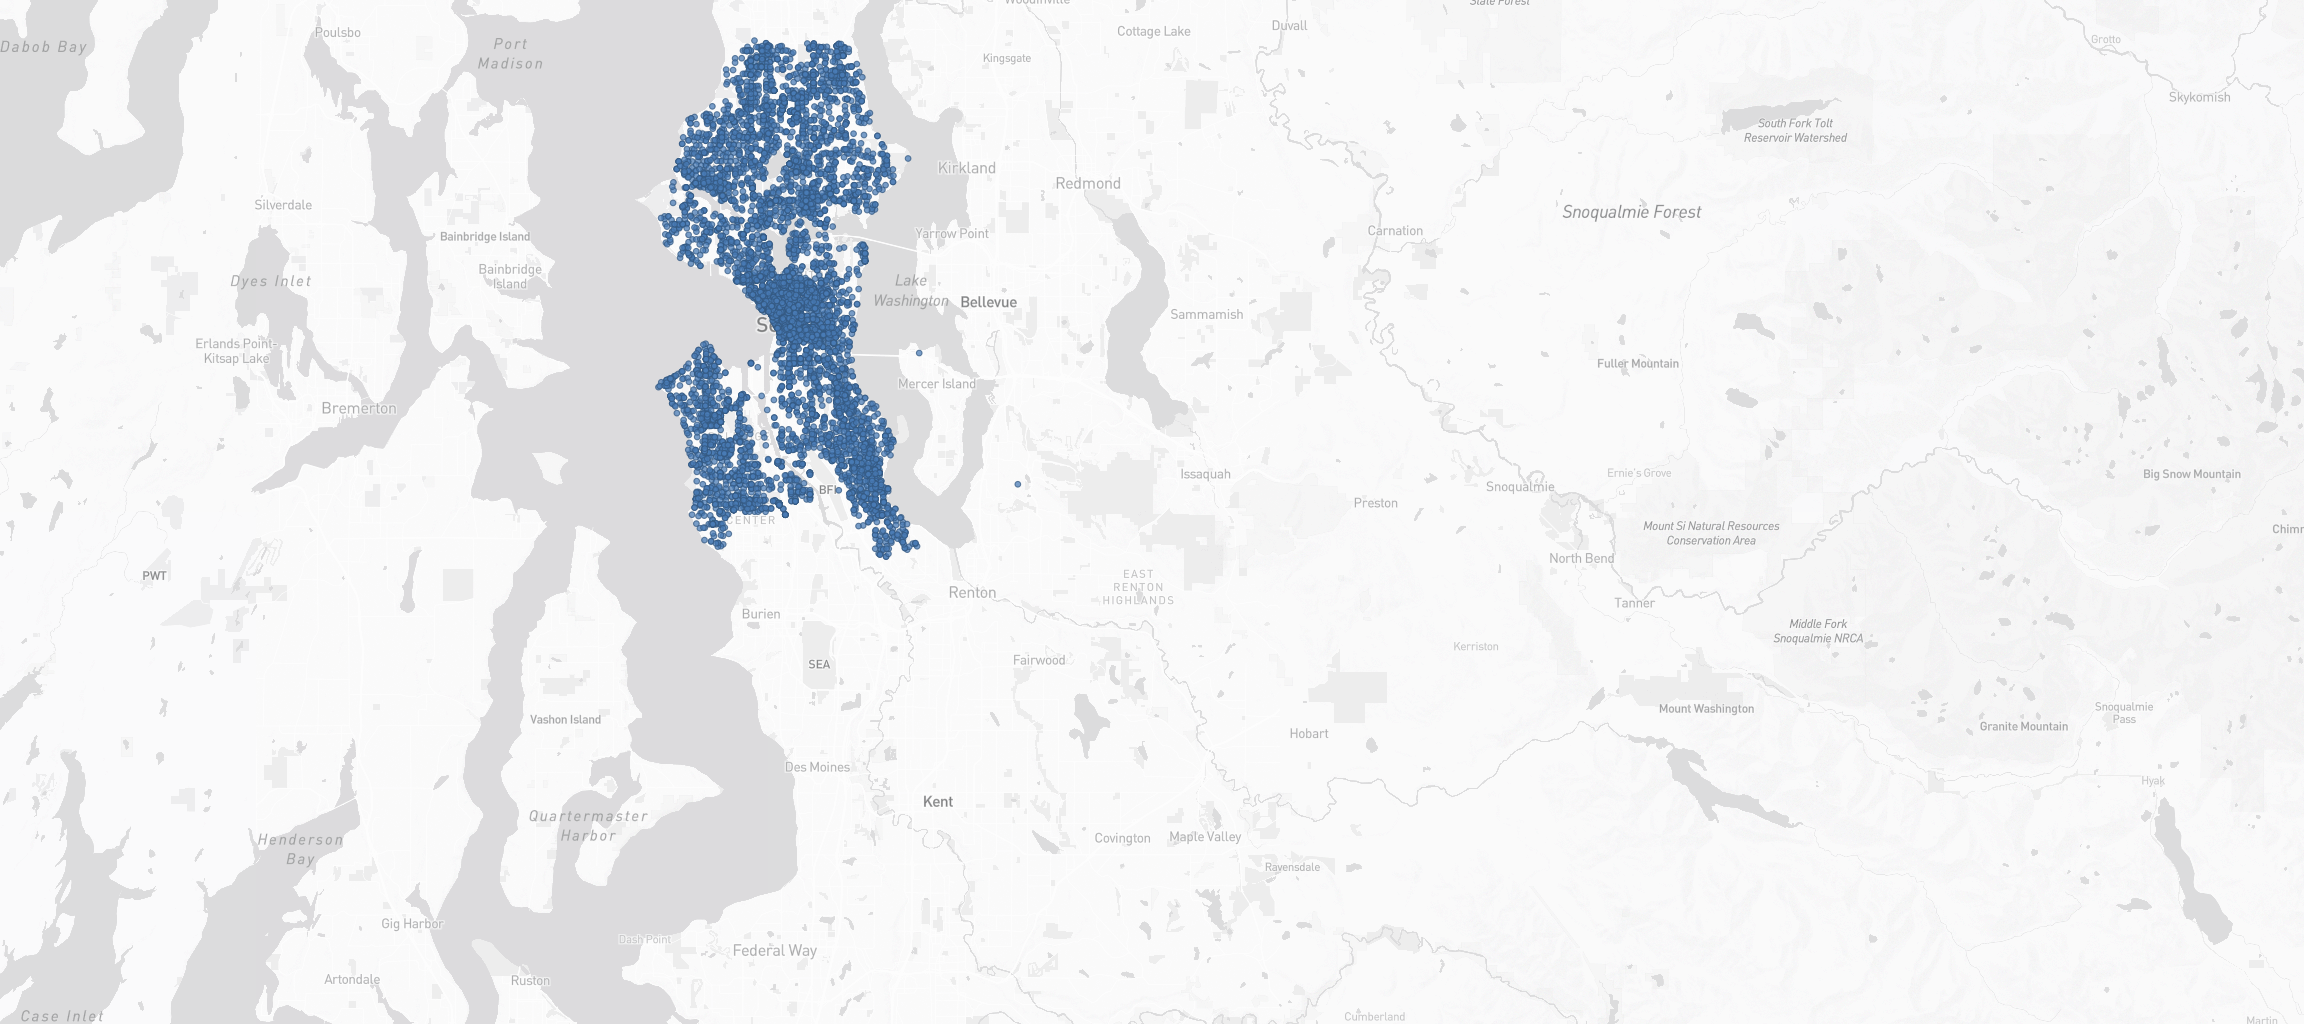 Woodinville
State Forest
Dabob Bay
Poulsbo
Port
Madison
Cottage Lake
Duvall
Grotto
Kingsgate
Skykomish
South Fork Tolt
Reservoir Watershed
Kirkland
Redmond
Silverdale
Snoqualmie Forest
Bainbridge Island
Yarrow Point
Carnation
Bainbridge
Island
Dyes Inlet
Lake
Washington
Bellevue
Sammamish
Erlands Point-
Kitsap Lake
Fuller Mountain
Mercer Island
Bremerton
Issaquah
Ernie's Grove
Big Snow Mountain
Snoqualmie
BFI
Preston
CENTER
Mount Si Natural Resources
Conservation Area
Chimn
North Bend
PWT
EAST
RENTON
HIGHLANDS
Renton
Tanner
Burien
Middle Fork
Snoqualmie NRCA
Kerriston
SEA
Fairwood
Vashon Island
Mount Washington
Snoqualmie
Pass
Granite Mountain
Hobart
Des Moines
Hyak
Kent
Quartermaster
Harbor
Henderson
Bay
Covington
Maple Valley
Ravensdale
Gig Harbor
Dash Point
Federal Way
Artondale
Ruston
Case Inlet
Cumberland
Martin